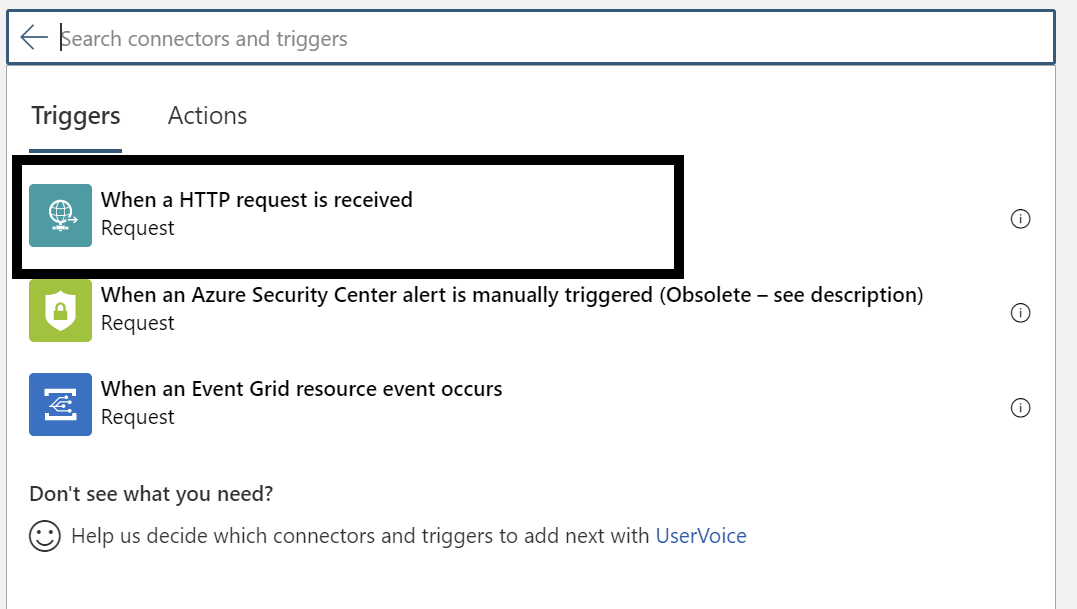 Search connectors and triggers
Triggers Actions
When a HTTP request is received
Request
When an Azure Security Center alert is manually triggered (Obsolete – see description)
Request
When an Event Grid resource event occurs
Request
Don't see what you need?
Help us decide which connectors and triggers to add next with UserVoice